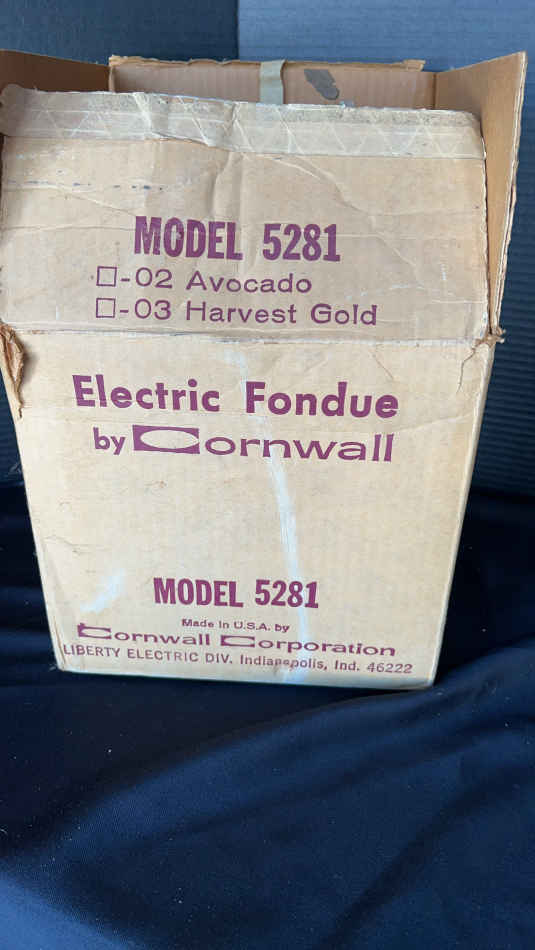 MODEL 5281
☐-02 Avocado
☐-03 Harvest Gold
Electric Fondue
by Cornwall
MODEL 5281
Made in U.S.A. by
Cornwall Corporation
LIBERTY ELECTRIC DIV. Indianapolis, Ind. 46222